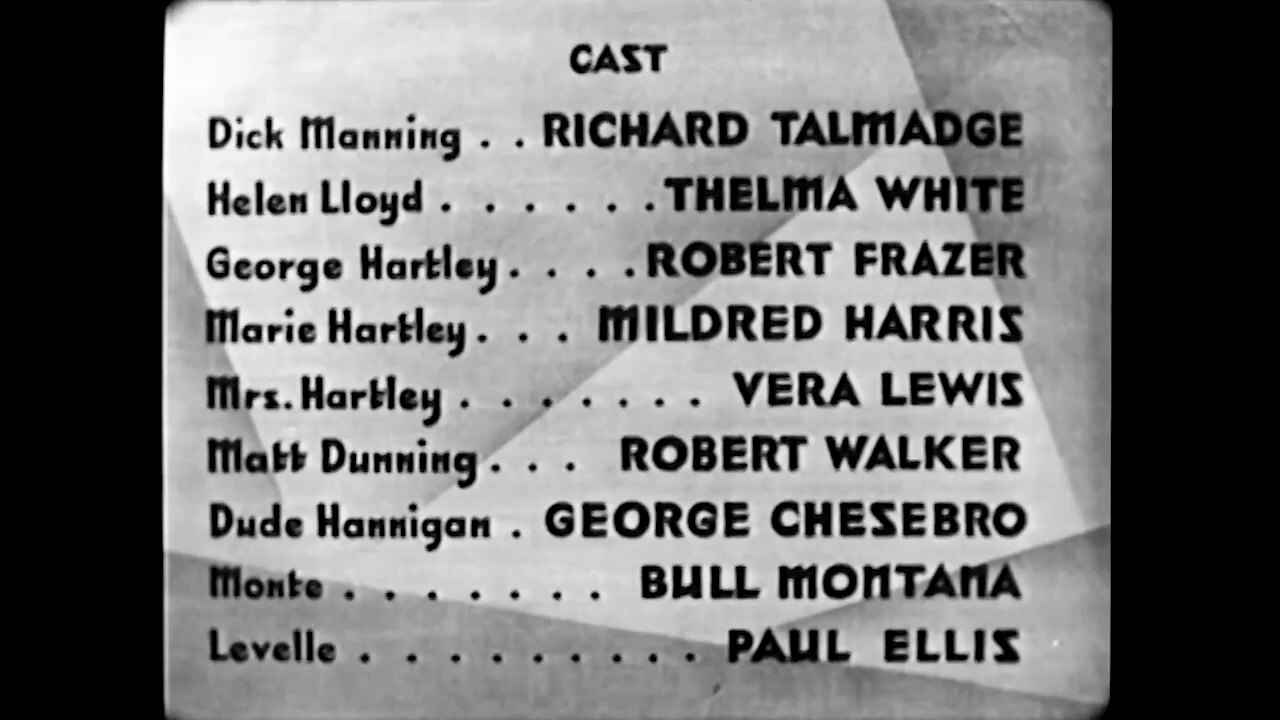 CAST
Dick Manning . . RICHARD TALMADGE
Helen Lloyd . . . . . . THELMA WHITE
George Hartley . . . . ROBERT FRAZER
Marie Hartley . . . MILDRED HARRIS
Mrs. Hartley . . . . . . . VERA LEWIS
Matt Dunning . . . ROBERT WALKER
Dude Hannigan . GEORGE CHESEBRO
Monte . . . . . . . BULL MONTANA
Levelle . . . . . . . . . PAUL ELLIS